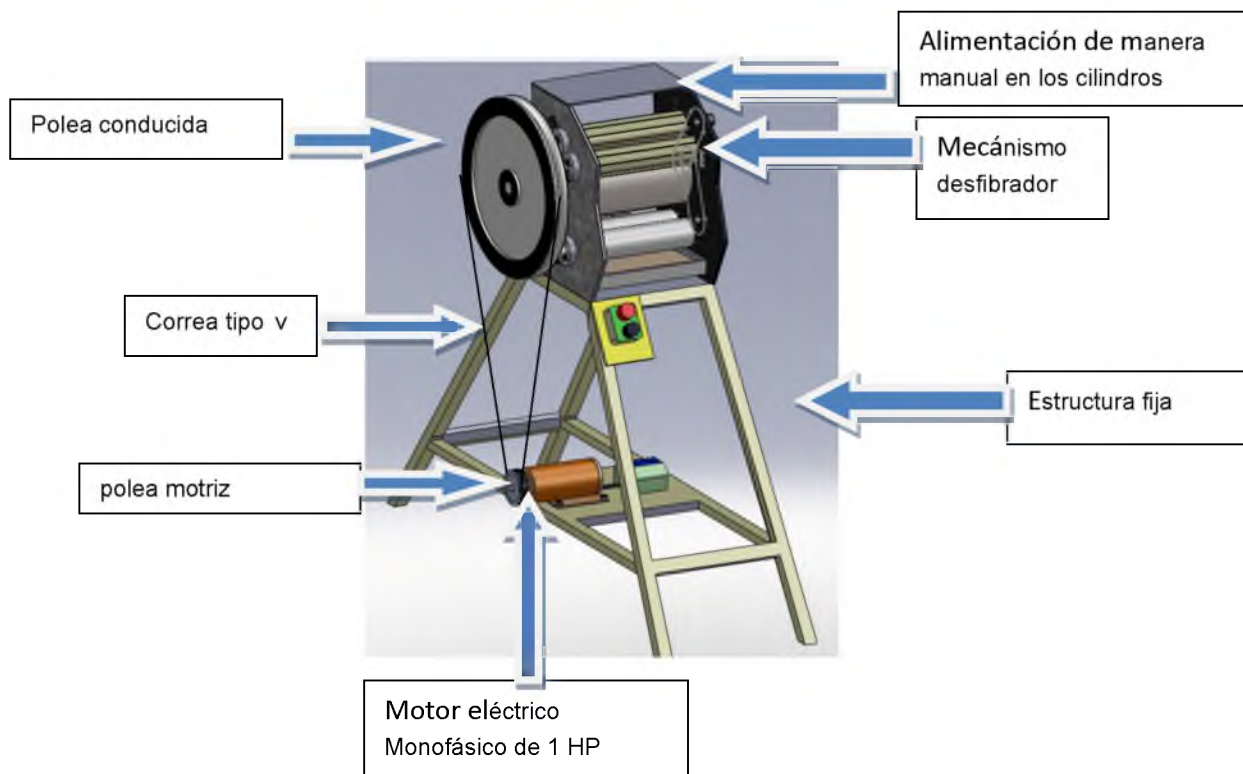 Alimentación de manera
manual en los cilindros
Polea conducida
Mecánismo
desfibrador
Correa tipo v
Estructura fija
polea motriz
Motor eléctrico
Monofásico de 1 HP